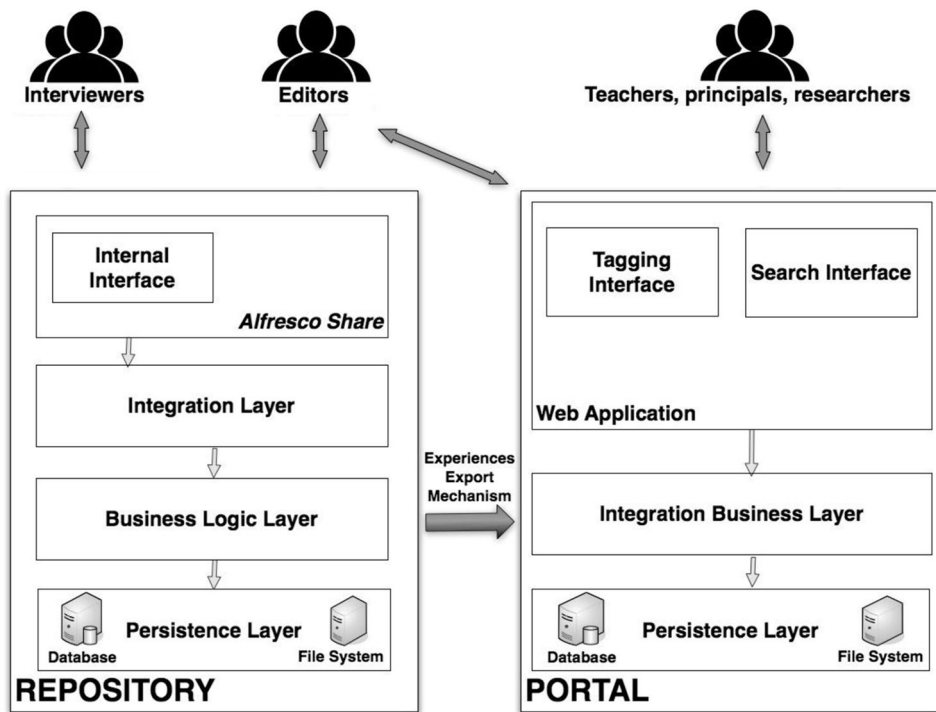 Interviewers
Editors
Teachers, principals, researchers
Internal
Interface
Alfresco Share
Integration Layer
Business Logic Layer
Persistence Layer
Database
File System
REPOSITORY
Experiences
Export
Mechanism
Tagging
Interface
Search Interface
Web Application
Integration Business Layer
Persistence Layer
Database
File System
PORTAL